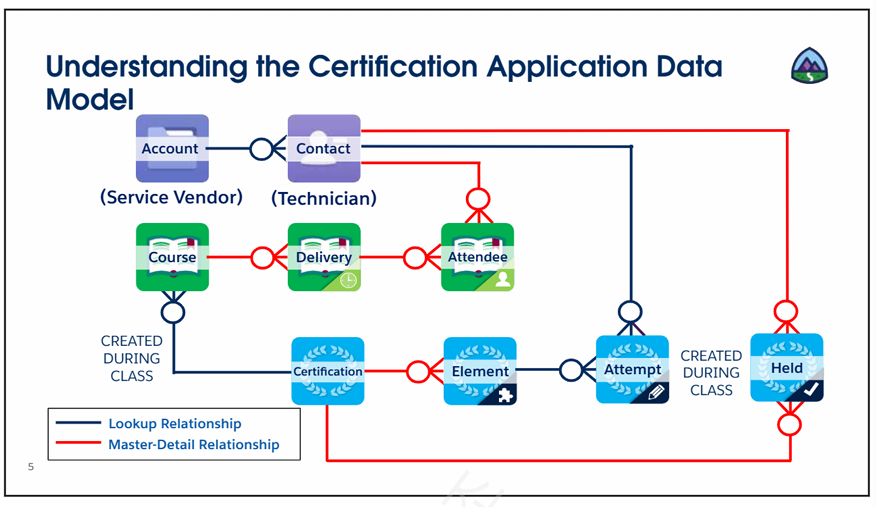 Understanding the Certification Application Data
Model
Account
Contact
(Service Vendor)
(Technician)
Course
Delivery
Attendee
CREATED
DURING
CLASS
Certification
Element
Attempt
CREATED
DURING
CLASS
Held
Lookup Relationship
Master-Detail Relationship
5